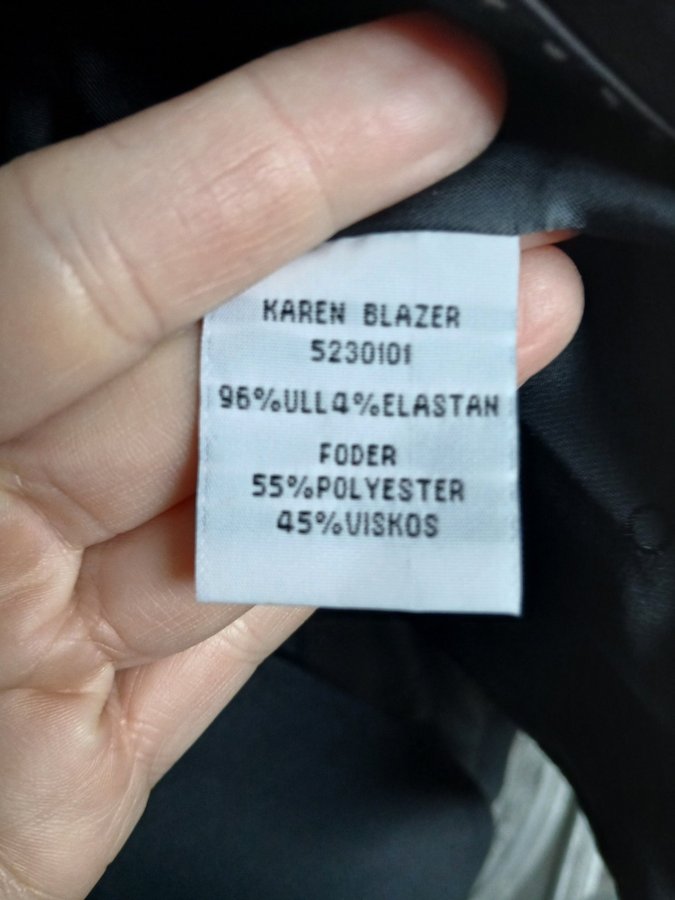 KAREN BLAZER
5230101
96%ULL4%ELASTAN
FODER
55%POLYESTER
45%VISKOS